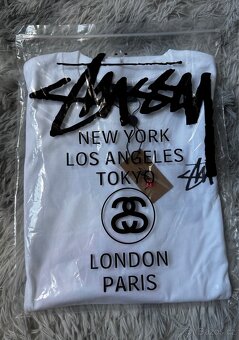 STÜSSY
NEW YORK
LOS ANGELES
TOKYO
LONDON
PARIS